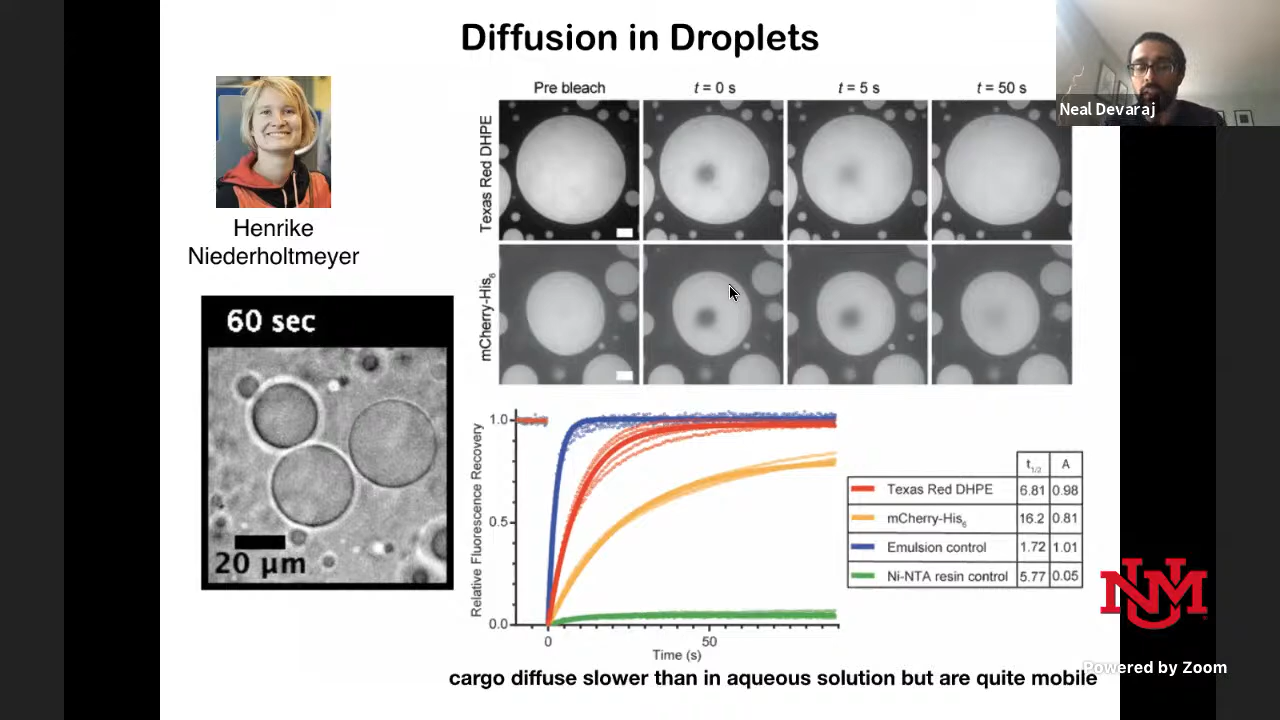 Diffusion in Droplets
Neal Devaraj
Henrike
Niederholtmeyer
Pre bleach t = 0 s t = 5 s t = 50 s
Texas Red DHPE
mCherry-His6
60 sec
20 µm
Relative Fluorescence Recovery
1.0
0.5
0.0
0 50
Time (s)
t1/2 A
Texas Red DHPE 6.81 0.98
mCherry-His6 16.2 0.81
Emulsion control 1.72 1.01
Ni-NTA resin control 5.77 0.05
UNM
Powered by Zoom
cargo diffuse slower than in aqueous solution but are quite mobile